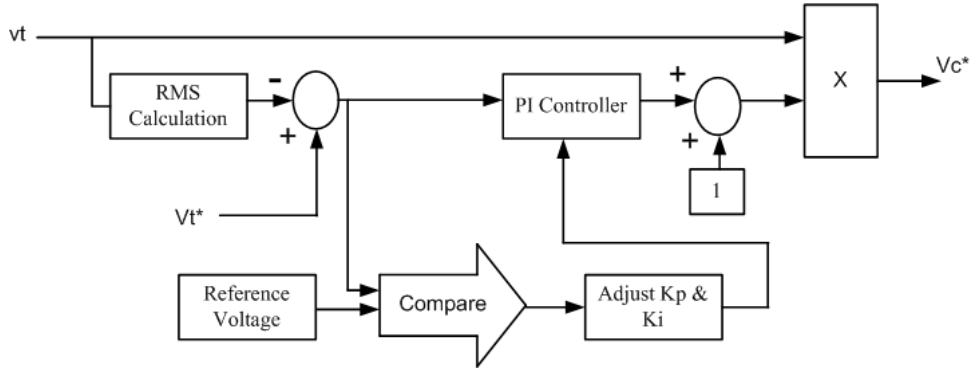 vt
RMS
Calculation
-
+
Vt*
PI Controller
+
+
1
X
Vc*
Reference
Voltage
Compare
Adjust Kp &
Ki